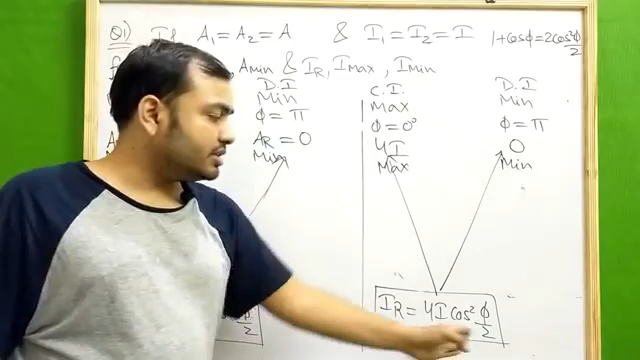 Q1) If A₁ = A₂ = A & I₁ = I₂ = I 1+cosϕ=2cos²ϕ/2
Amin & IR, Imax, Imin
D.I
Min
ϕ = π
AR = 0
Min
C.I.
Max
ϕ=0°
4I
Max
D.I.
Min
ϕ = π
0
Min
IR = 4I cos² ϕ/2